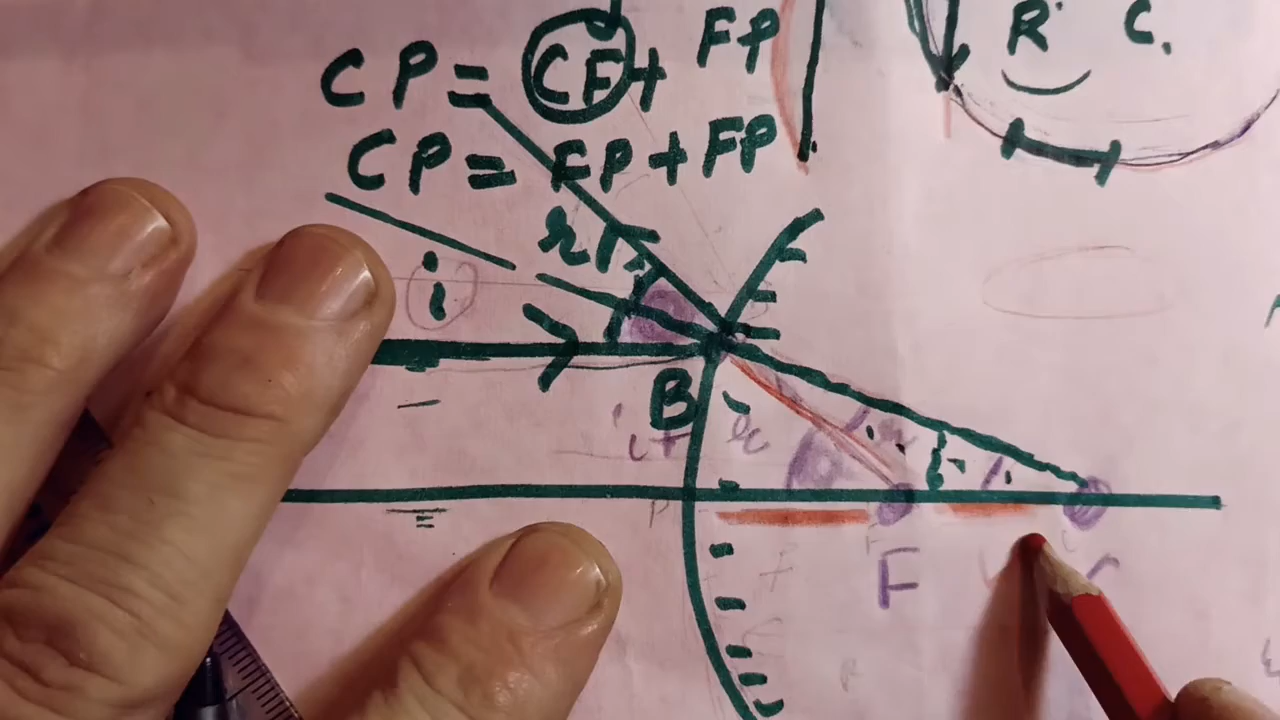 CP = CF + FP
R C.
CP = FP + FP
r
i
i
B
i
r
i
P
F
C